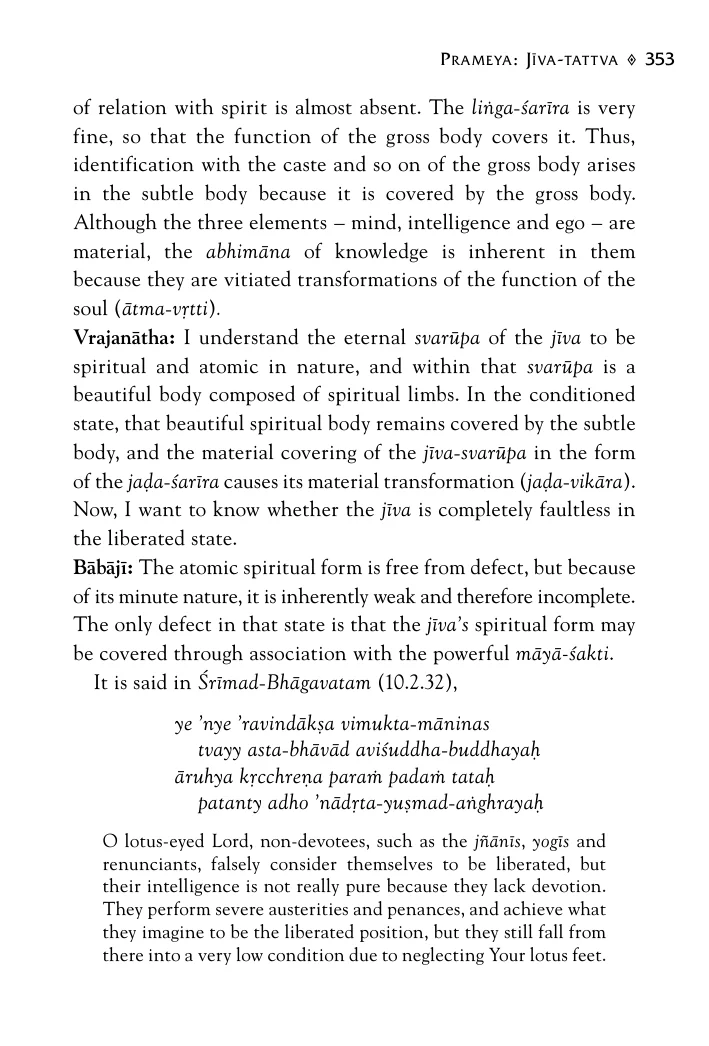 PRAMEYA: JĪVA-TATTVA ◊ 353
of relation with spirit is almost absent. The liṅga-śarīra is very
fine, so that the function of the gross body covers it. Thus,
identification with the caste and so on of the gross body arises
in the subtle body because it is covered by the gross body.
Although the three elements – mind, intelligence and ego – are
material, the abhimāna of knowledge is inherent in them
because they are vitiated transformations of the function of the
soul (ātma-vṛtti).
Vrajanātha: I understand the eternal svarūpa of the jīva to be
spiritual and atomic in nature, and within that svarūpa is a
beautiful body composed of spiritual limbs. In the conditioned
state, that beautiful spiritual body remains covered by the subtle
body, and the material covering of the jīva-svarūpa in the form
of the jaḍa-śarīra causes its material transformation (jaḍa-vikāra).
Now, I want to know whether the jīva is completely faultless in
the liberated state.
Bābājī: The atomic spiritual form is free from defect, but because
of its minute nature, it is inherently weak and therefore incomplete.
The only defect in that state is that the jīva’s spiritual form may
be covered through association with the powerful māyā-śakti.
It is said in Śrīmad-Bhāgavatam (10.2.32),
ye ’nye ’ravindākṣa vimukta-māninas
tvayy asta-bhāvād aviśuddha-buddhayaḥ
āruhya kṛcchreṇa paraṁ padaṁ tataḥ
patanty adho ’nādṛta-yuṣmad-aṅghrayaḥ
O lotus-eyed Lord, non-devotees, such as the jñānīs, yogīs and
renunciants, falsely consider themselves to be liberated, but
their intelligence is not really pure because they lack devotion.
They perform severe austerities and penances, and achieve what
they imagine to be the liberated position, but they still fall from
there into a very low condition due to neglecting Your lotus feet.